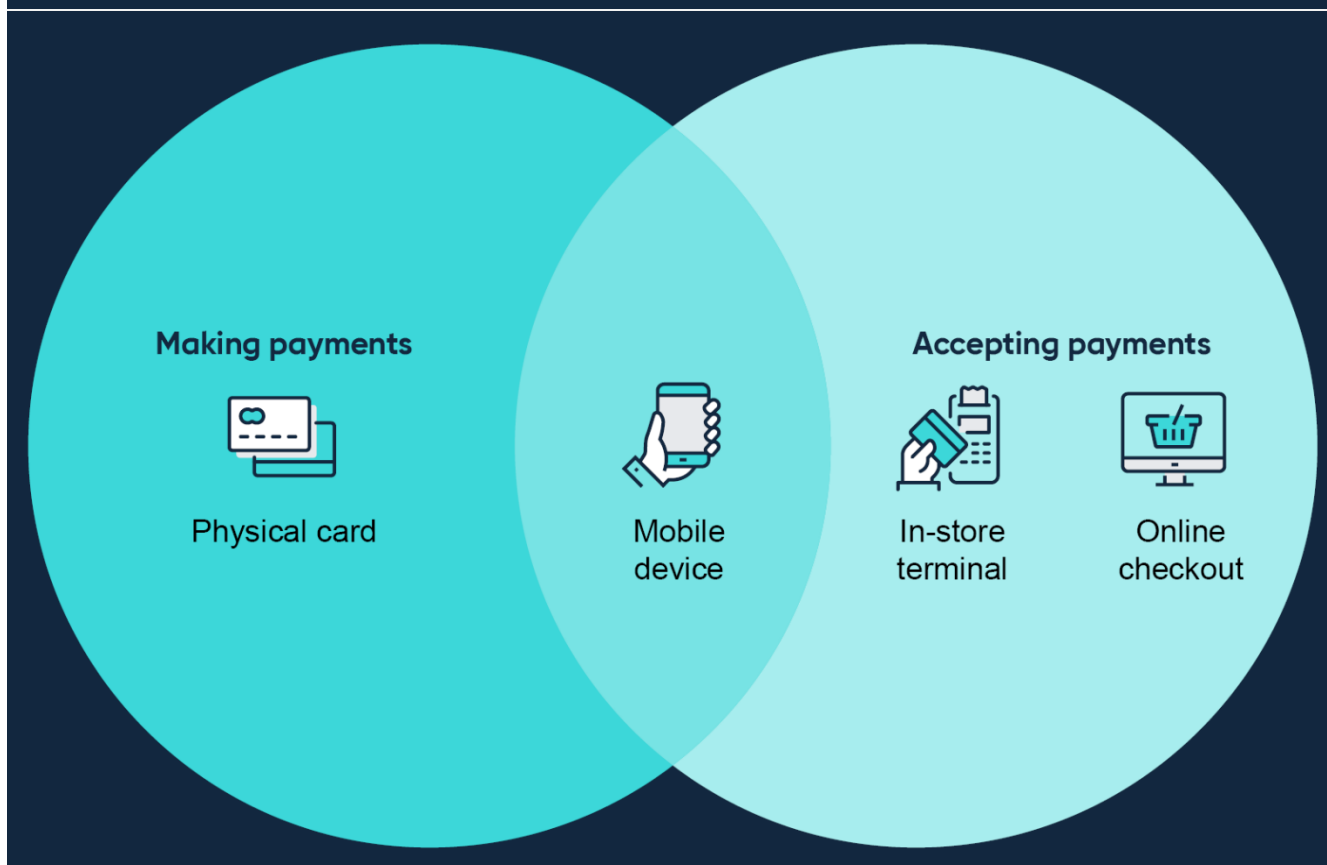 Making payments
Accepting payments
Physical card
Mobile
device
In-store
terminal
Online
checkout